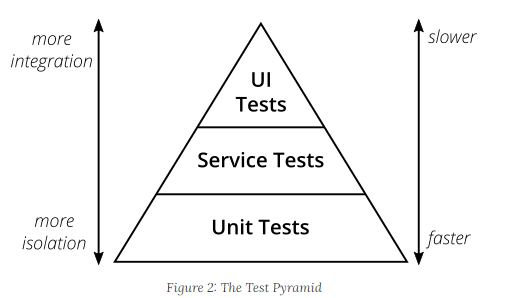 more
integration
slower
UI
Tests
Service Tests
more
isolation
Unit Tests
faster
Figure 2: The Test Pyramid